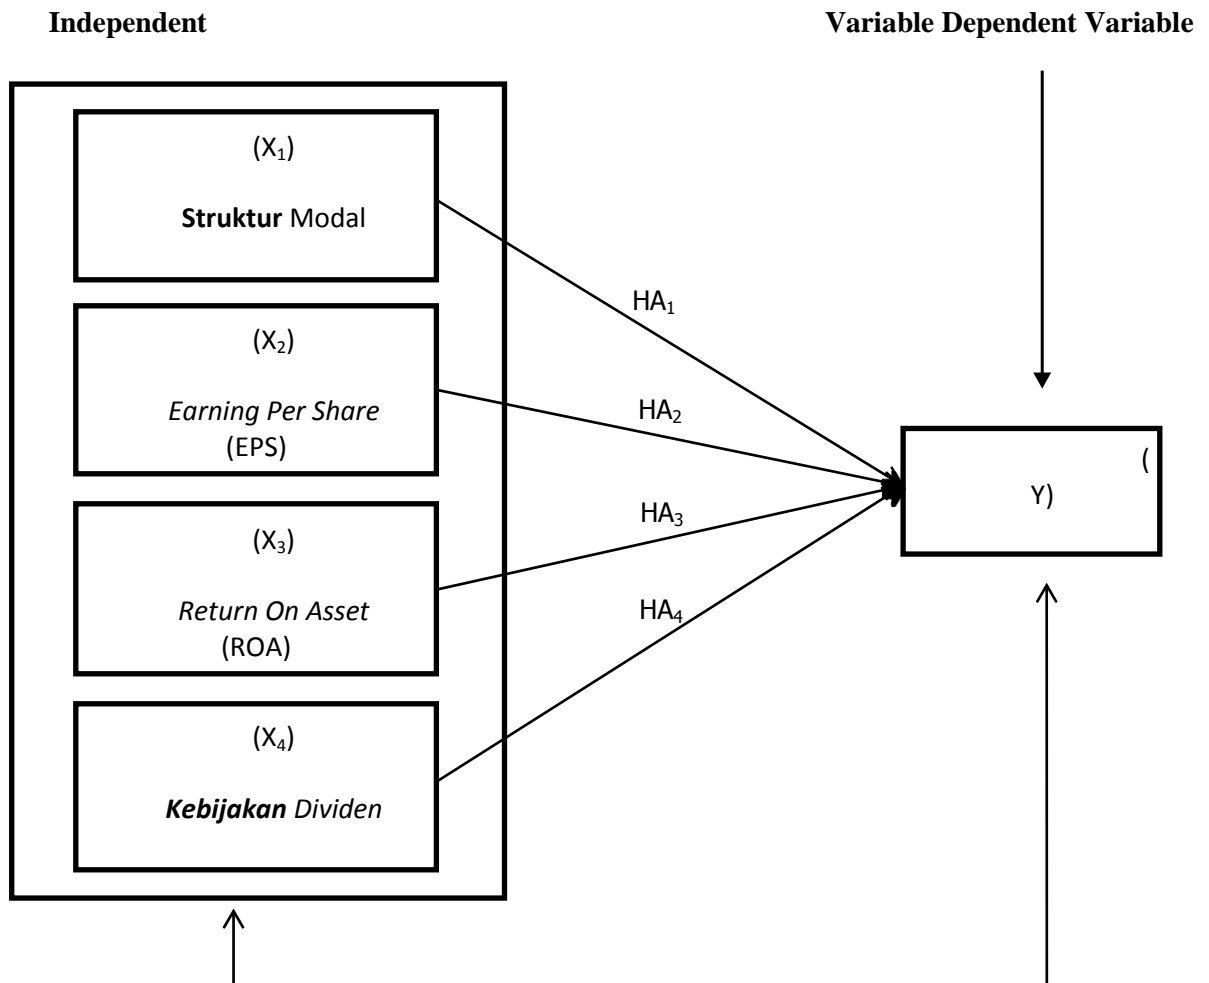 Independent Variable Dependent Variable
(X₁)
Struktur Modal
HA₁
(X₂)
Earning Per Share
(EPS)
HA₂
(
Y)
(X₃)
Return On Asset
(ROA)
HA₃
HA₄
(X₄)
Kebijakan Dividen